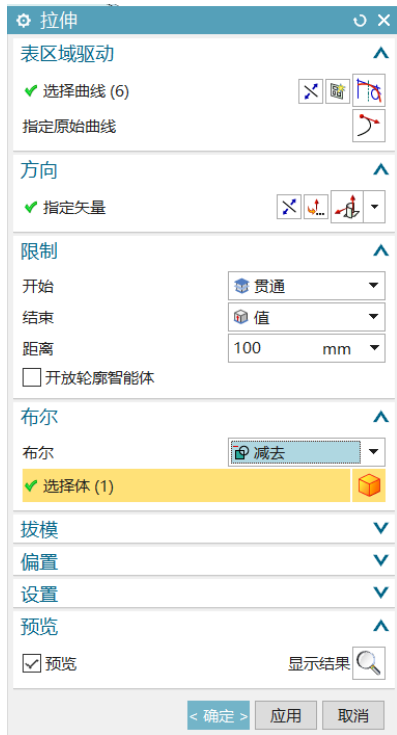 拉伸
表区域驱动
选择曲线 (6)
指定原始曲线
方向
指定矢量
限制
开始 贯通
结束 值
距离 100 mm
开放轮廓智能体
布尔
布尔 减去
选择体 (1)
拔模
偏置
设置
预览
预览 显示结果
< 确定 > 应用 取消